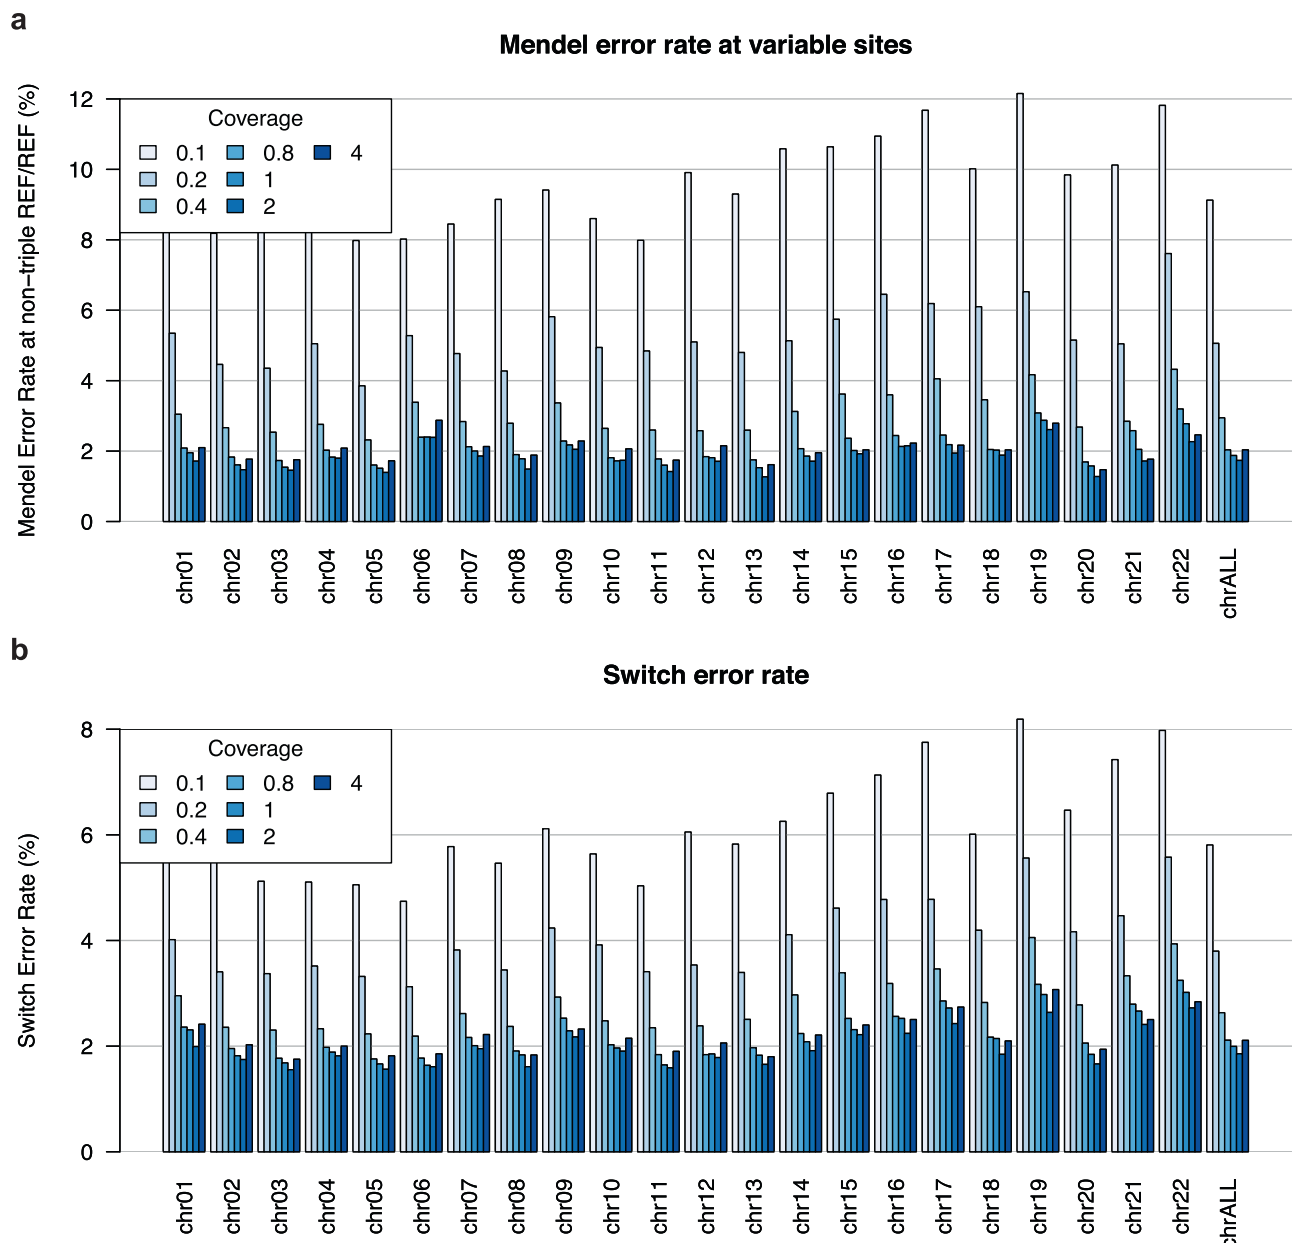 a
Mendel error rate at variable sites
Mendel Error Rate at non−triple REF/REF (%)
12
10
8
6
4
2
0
Coverage
0.1 0.8 4
0.2 1
0.4 2
chr01 chr02 chr03 chr04 chr05 chr06 chr07 chr08 chr09 chr10 chr11 chr12 chr13 chr14 chr15 chr16 chr17 chr18 chr19 chr20 chr21 chr22 chrALL
b
Switch error rate
Switch Error Rate (%)
8
6
4
2
0
Coverage
0.1 0.8 4
0.2 1
0.4 2
chr01 chr02 chr03 chr04 chr05 chr06 chr07 chr08 chr09 chr10 chr11 chr12 chr13 chr14 chr15 chr16 chr17 chr18 chr19 chr20 chr21 chr22 chrALL